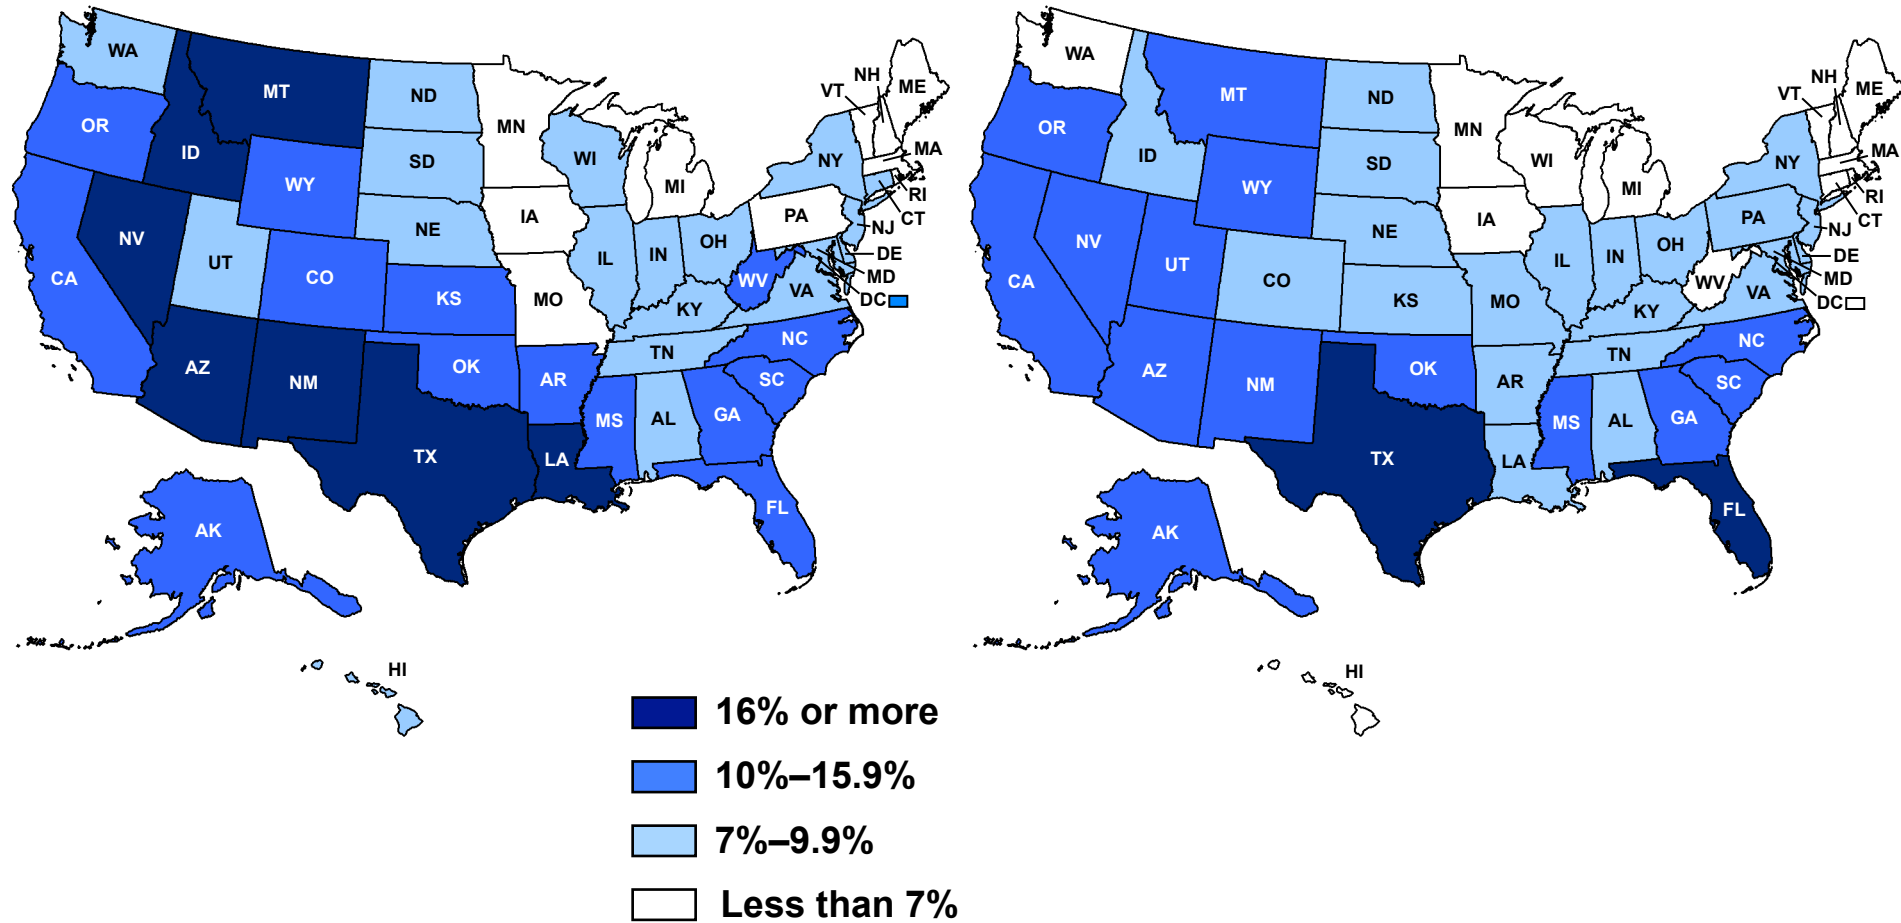 WA
MT
ND
MN
VT
NH
ME
OR
ID
SD
WI
NY
MA
WY
MI
RI
IA
PA
CT
NV
NE
NJ
UT
IL
IN
OH
DE
CA
CO
KS
MO
WV
MD
VA
DC
KY
AZ
NM
OK
TN
NC
AR
SC
MS
AL
GA
TX
LA
FL
AK
HI
WA
MT
ND
MN
VT
NH
ME
OR
ID
SD
WI
NY
MA
WY
MI
RI
IA
PA
CT
NV
NE
NJ
UT
IL
IN
OH
DE
CA
CO
KS
MO
WV
MD
VA
DC
KY
AZ
NM
OK
TN
NC
AR
SC
MS
AL
GA
TX
LA
FL
AK
HI
16% or more
10%–15.9%
7%–9.9%
Less than 7%